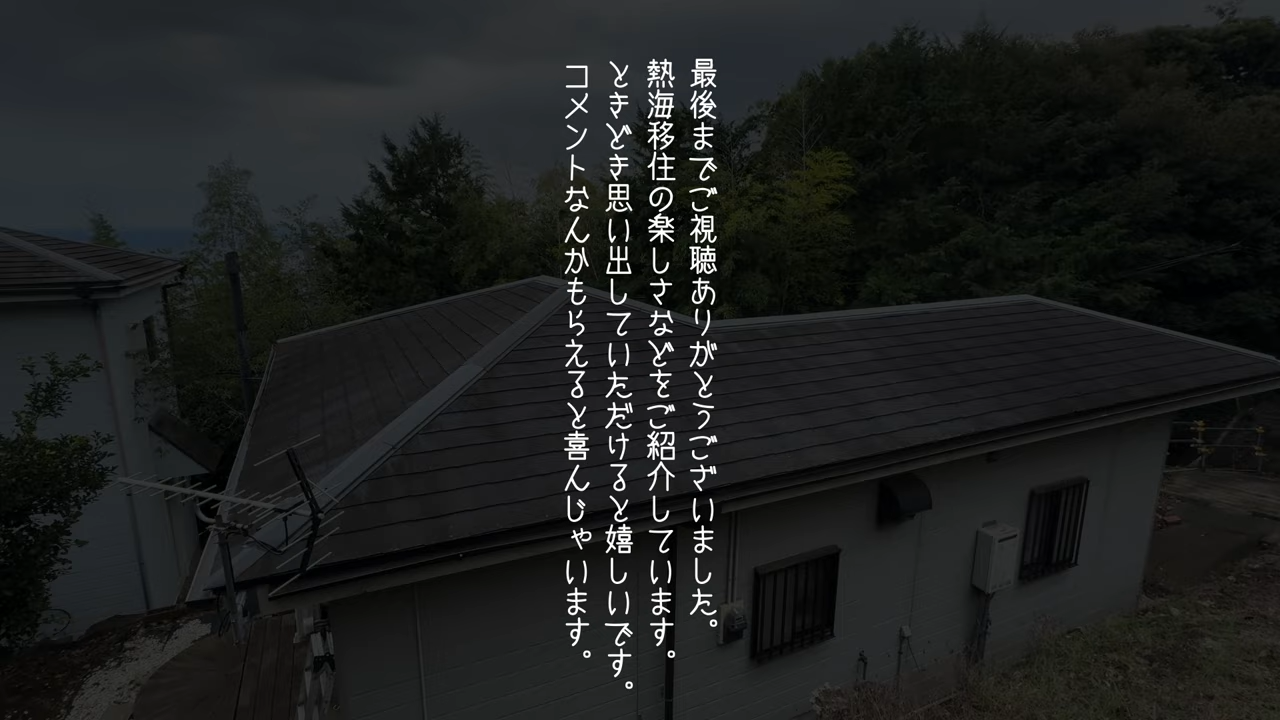 最後までご視聴ありがとうございました。
熱海移住の楽しさなどをご紹介しています。
ときどき思い出していただけると嬉しいです。
コメントなんかもらえると喜んじゃいます。